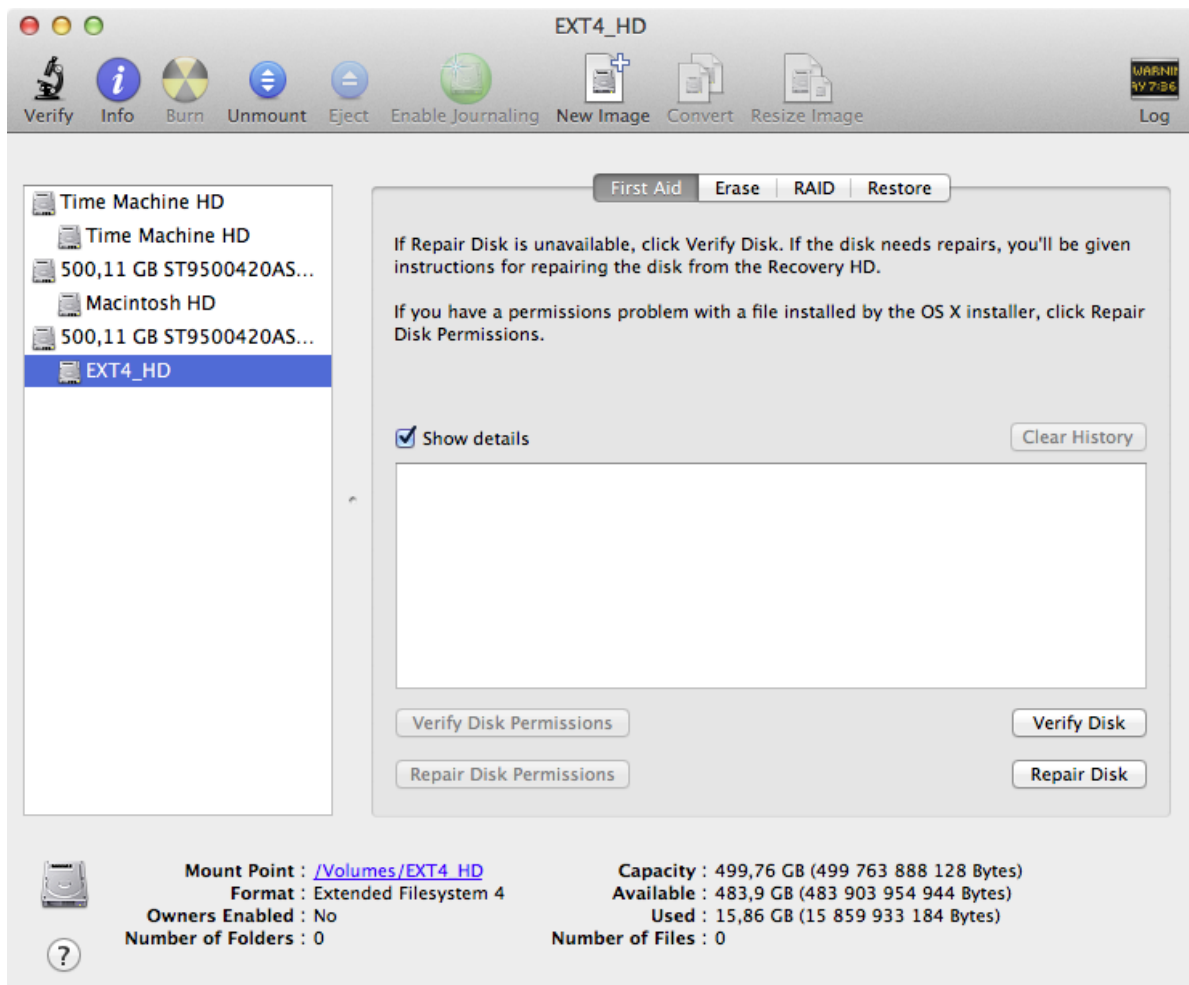 EXT4_HD
Verify Info Burn Unmount Eject Enable Journaling New Image Convert Resize Image Log
WARNIN
AY 7:86
First Aid Erase RAID Restore
Time Machine HD
Time Machine HD
500,11 GB ST9500420AS...
Macintosh HD
500,11 GB ST9500420AS...
EXT4_HD
If Repair Disk is unavailable, click Verify Disk. If the disk needs repairs, you'll be given
instructions for repairing the disk from the Recovery HD.
If you have a permissions problem with a file installed by the OS X installer, click Repair
Disk Permissions.
Show details Clear History
Verify Disk Permissions Verify Disk
Repair Disk Permissions Repair Disk
Mount Point : /Volumes/EXT4_HD
Format : Extended Filesystem 4
Owners Enabled : No
Number of Folders : 0
Capacity : 499,76 GB (499 763 888 128 Bytes)
Available : 483,9 GB (483 903 954 944 Bytes)
Used : 15,86 GB (15 859 933 184 Bytes)
Number of Files : 0
?